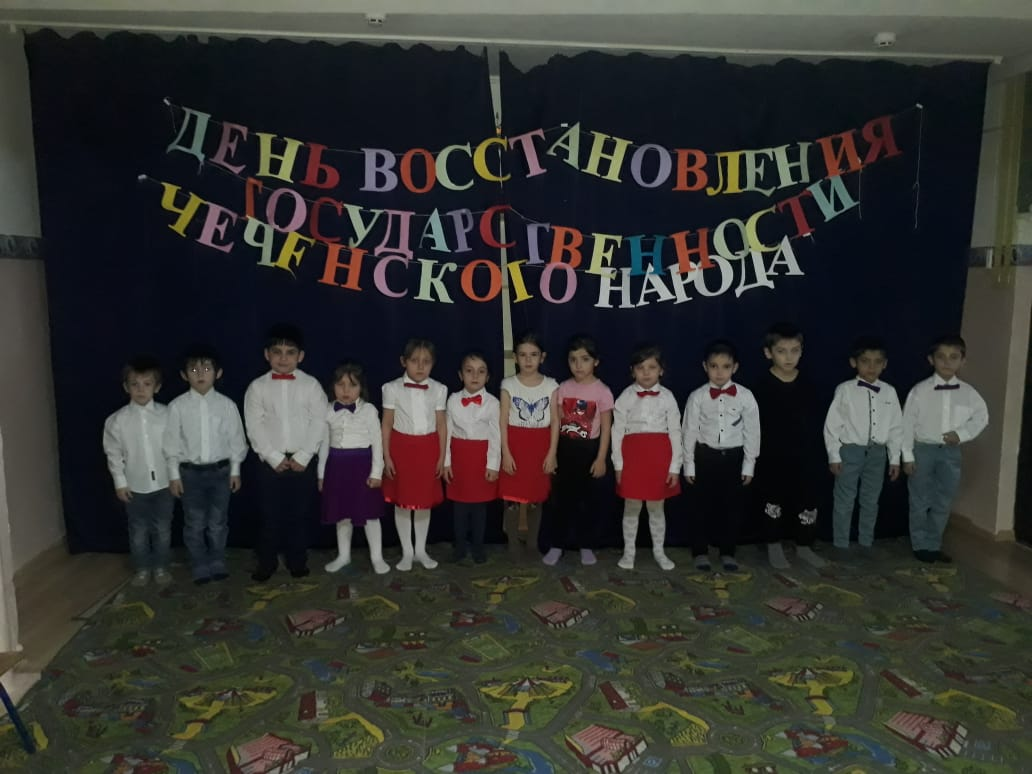 ДЕНЬ ВОССТАНОВЛЕНИЯ
ГОСУДАРСТВЕННОСТИ
ЧЕЧЕНСКОГО НАРОДА